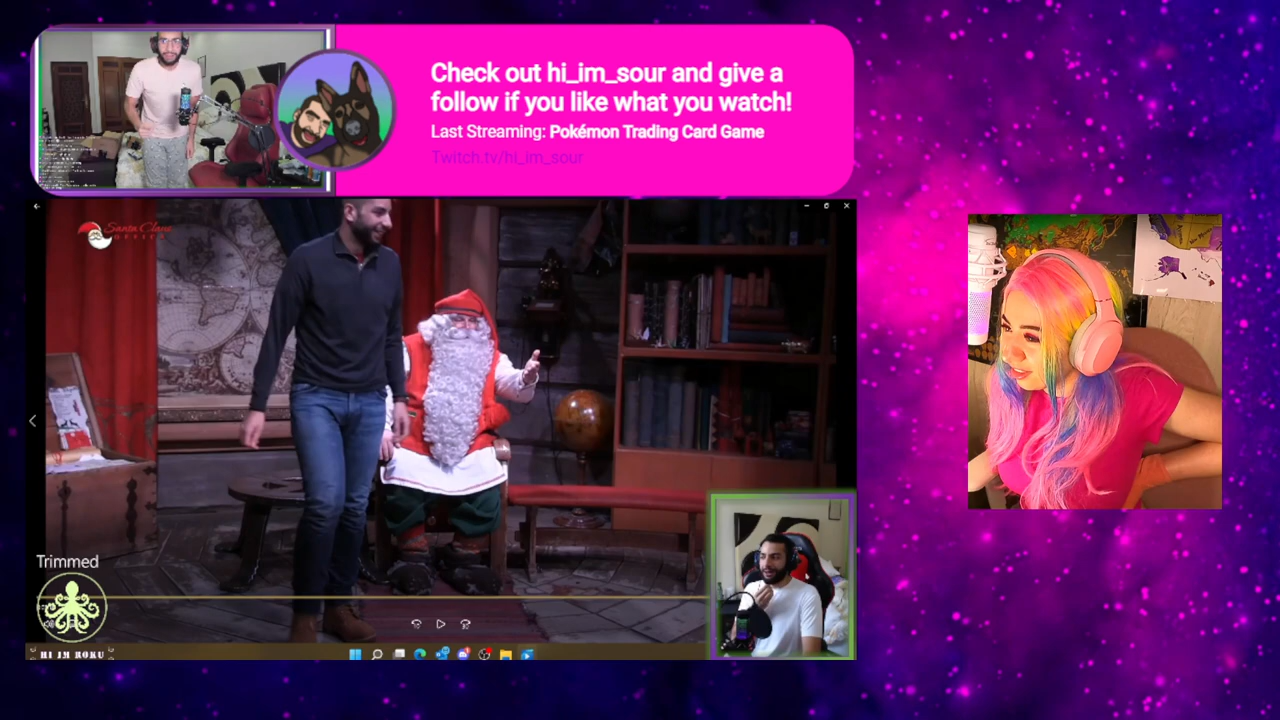 Check out hi_im_sour and give a
follow if you like what you watch!
Last Streaming: Pokémon Trading Card Game
Twitch.tv/hi_im_sour
Santa Claus
OFFICE
Trimmed
HI IM ROKU